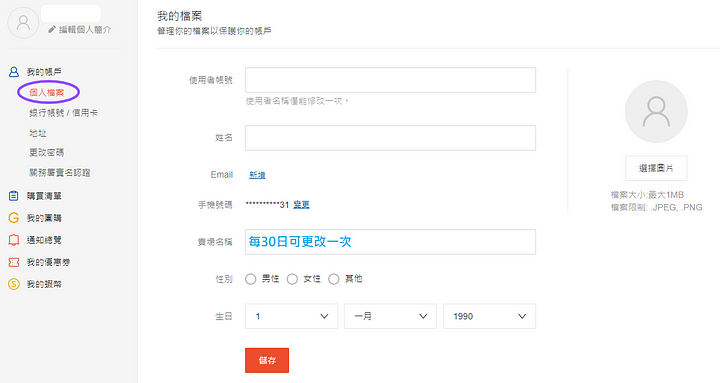 編輯個人簡介
我的帳戶
個人檔案
銀行帳號 / 信用卡
地址
更改密碼
關務署實名認證
購買清單
我的團購
通知總覽
我的優惠券
我的蝦幣
我的檔案
管理你的檔案以保護你的帳戶
使用者帳號
使用者名稱僅能修改一次。
姓名
Email 新增
手機號碼 **********31 變更
賣場名稱 每30日可更改一次
性別 男性 女性 其他
生日 1 一月 1990
儲存
選擇圖片
檔案大小:最大1MB
檔案限制: .JPEG, .PNG